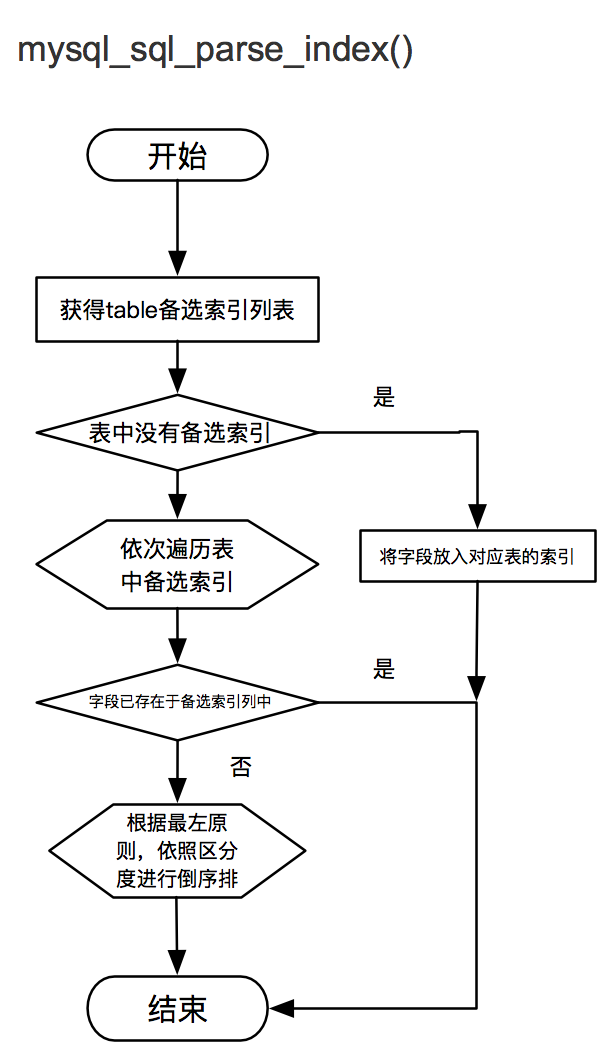 mysql_sql_parse_index()
开始
获得table备选索引列表
是
表中没有备选索引
依次遍历表
中备选索引
将字段放入对应表的索引
是
字段已存在于备选索引列中
否
根据最左原
则，依照区分
度进行倒序排
结束